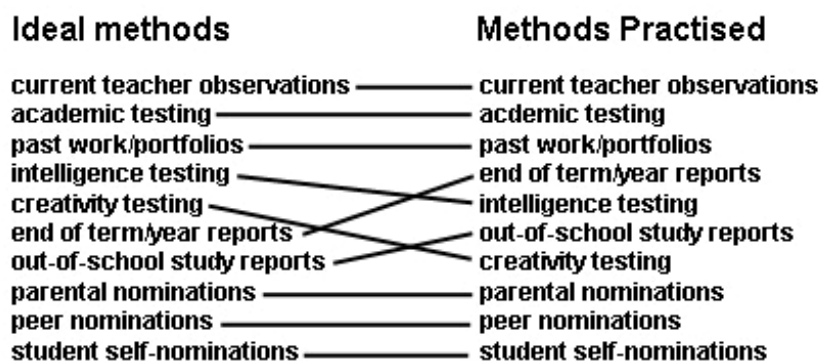 Ideal methods Methods Practised
current teacher observations current teacher observations
academic testing acdemic testing
past work/portfolios past work/portfolios
intelligence testing end of term/year reports
creativity testing intelligence testing
end of term/year reports out-of-school study reports
out-of-school study reports creativity testing
parental nominations parental nominations
peer nominations peer nominations
student self-nominations student self-nominations